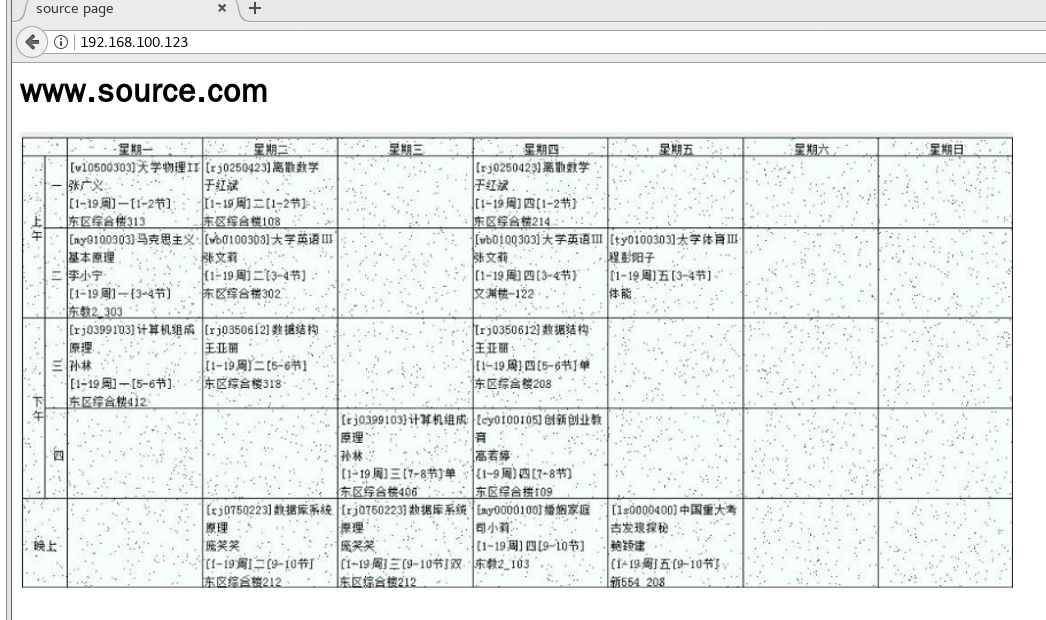 source page
192.168.100.123
www.source.com
星期一 星期二 星期三 星期四 星期五 星期六 星期日
上午
一
[wl0500303]大学物理II
张广义
[1-19周]一[1-2节]
东区综合楼313
[rj0250423]离散数学
于红斌
[1-19周]二[1-2节]
东区综合楼108
[rj0250423]离散数学
于红斌
[1-19周]四[1-2节]
东区综合楼214
二
[my0100303]马克思主义
基本原理
李小宁
[1-19周]一[3-4节]
东教2_303
[wb0100303]大学英语III
张文莉
[1-19周]二[3-4节]
东区综合楼302
[wb0100303]大学英语III
张文莉
[1-19周]四[3-4节]
文渊楼-122
[ty0100303]大学体育III
程彭阳子
[1-19周]五[3-4节]
体能
下午
三
[rj0399103]计算机组成
原理
孙林
[1-19周]一[5-6节]
东区综合楼412
[rj0350612]数据结构
王亚丽
[1-19周]二[5-6节]
东区综合楼318
[rj0350612]数据结构
王亚丽
[1-19周]四[5-6节]单
东区综合楼208
四
[rj0399103]计算机组成
原理
孙林
[1-19周]三[7-8节]单
东区综合楼406
[cy0100105]创新创业教
育
高若婷
[1-9周]四[7-8节]
东区综合楼109
晚上
[rj0750223]数据库系统
原理
庞笑笑
[1-19周]二[9-10节]
东区综合楼212
[rj0750223]数据库系统
原理
庞笑笑
[1-19周]三[9-10节]双
东区综合楼212
[my0000100]婚姻家庭
司小莉
[1-19周]四[9-10节]
东教2_103
[ls0000400]中国重大考
古发现探秘
鲍颖建
[1-19周]五[9-10节]
新554_208